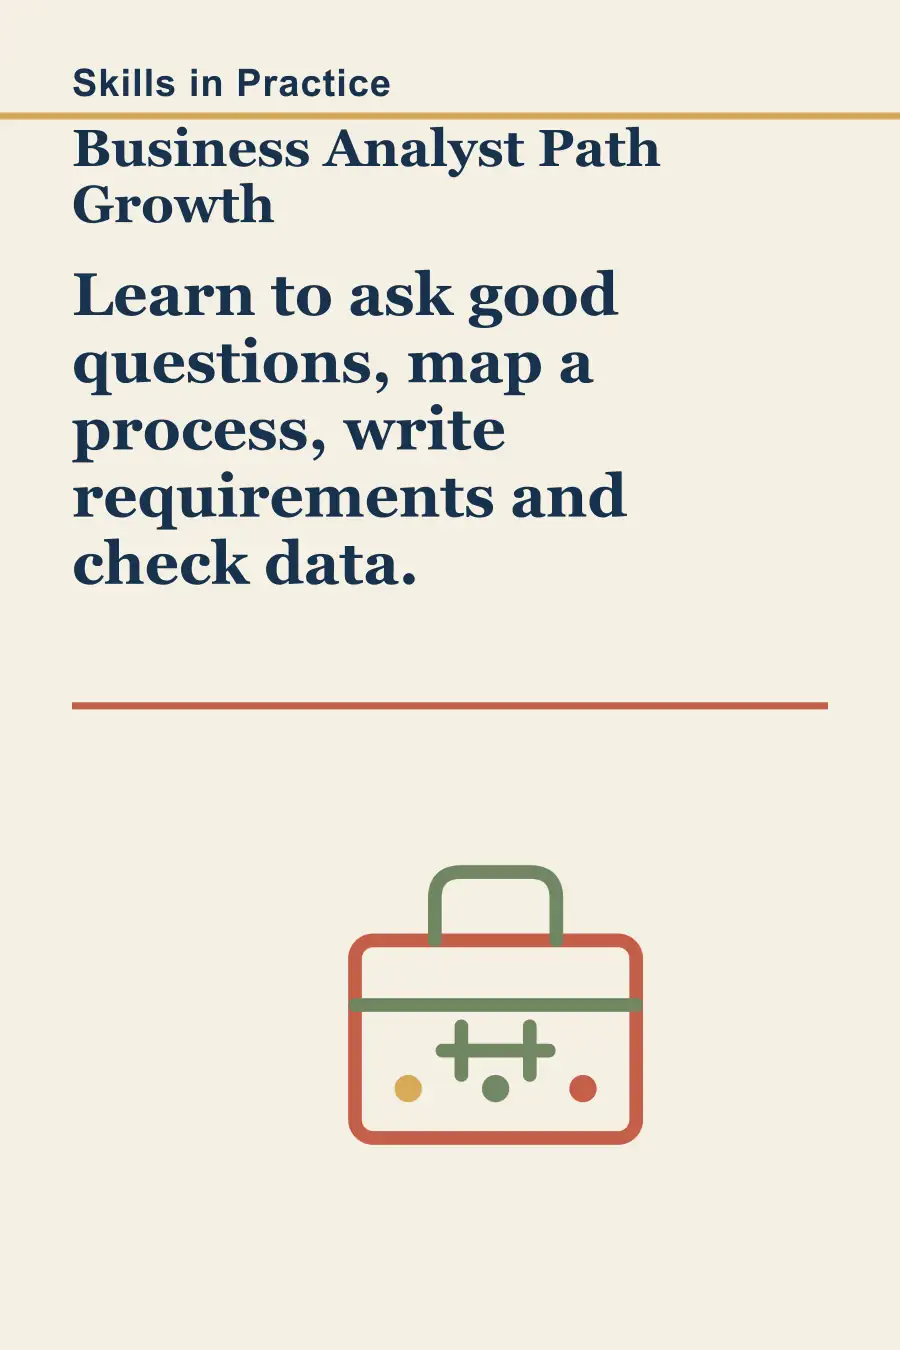 Skills in Practice
Business Analyst Path
Growth
Learn to ask good
questions, map a
process, write
requirements and
check data.